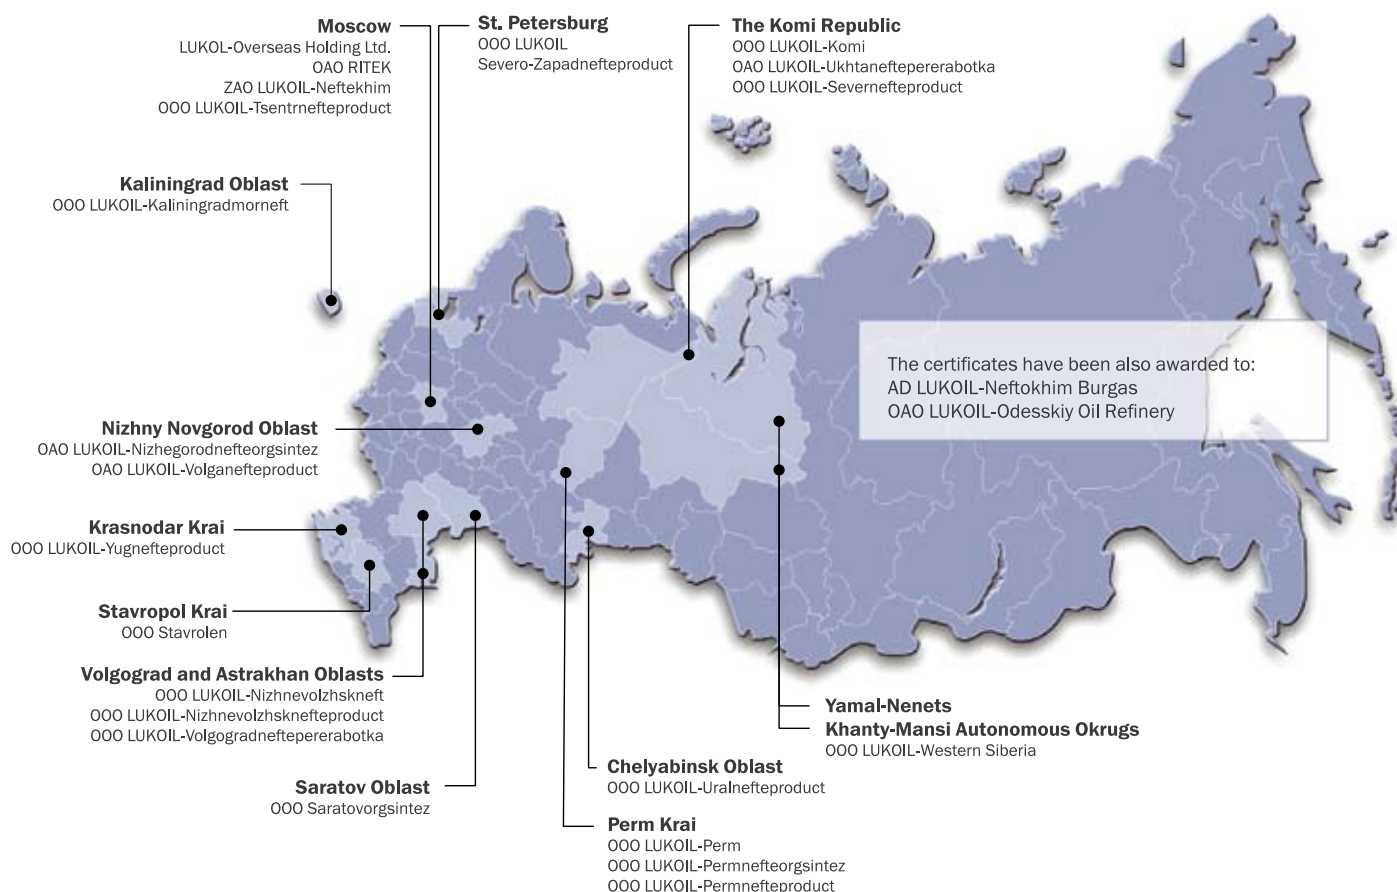 Moscow
LUKOL-Overseas Holding Ltd.
OAO RITEK
ZAO LUKOIL-Neftekhim
OOO LUKOIL-Tsentrnefteproduct
St. Petersburg
OOO LUKOIL
Severo-Zapadnefteproduct
The Komi Republic
OOO LUKOIL-Komi
OAO LUKOIL-Ukhtaneftepererabotka
OOO LUKOIL-Severnefteproduct
Kaliningrad Oblast
OOO LUKOIL-Kaliningradmorneft
The certificates have been also awarded to:
AD LUKOIL-Neftokhim Burgas
OAO LUKOIL-Odesskiy Oil Refinery
Nizhny Novgorod Oblast
OAO LUKOIL-Nizhegorodnefteorgsintez
OAO LUKOIL-Volganefteproduct
Krasnodar Krai
OOO LUKOIL-Yugnefteproduct
Stavropol Krai
OOO Stavrolen
Volgograd and Astrakhan Oblasts
OOO LUKOIL-Nizhnevolzhskneft
OOO LUKOIL-Nizhnevolzhsknefteproduct
OOO LUKOIL-Volgogradneftepererabotka
Saratov Oblast
OOO Saratovorgsintez
Yamal-Nenets
Khanty-Mansi Autonomous Okrugs
OOO LUKOIL-Western Siberia
Chelyabinsk Oblast
OOO LUKOIL-Uralnefteproduct
Perm Krai
OOO LUKOIL-Perm
OOO LUKOIL-Permnefteorgsintez
OOO LUKOIL-Permnefteproduct